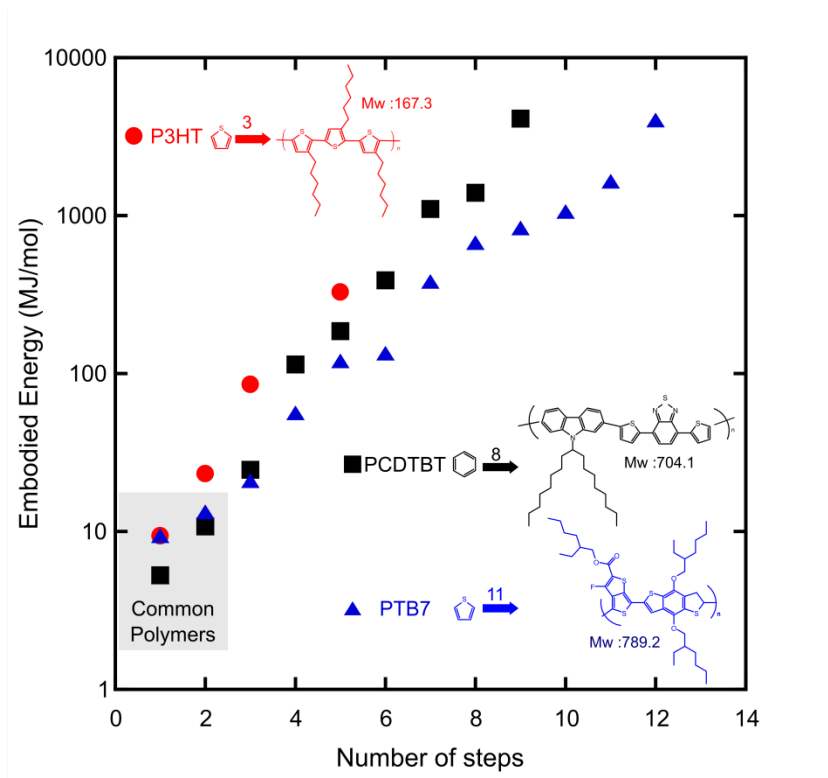 10000
1000
100
10
1
Embodied Energy (MJ/mol)
P3HT
S
3
S
S
S
n
Mw :167.3
PCDTBT
8
N
S
S
N
N
S
n
Mw :704.1
PTB7
S
11
O
O
F
S
S
S
O
O
S
n
Mw :789.2
Common
Polymers
0
2
4
6
8
10
12
14
Number of steps